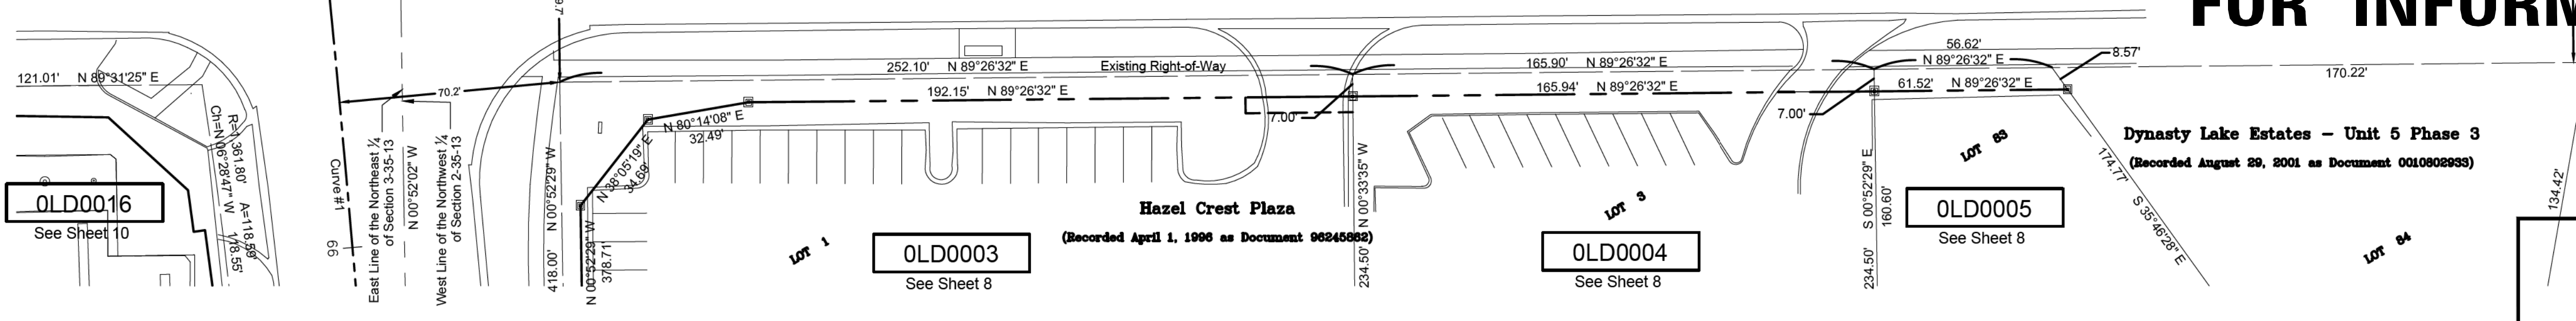 FOR INFORM
9.7'
121.01' N 89°31'25" E
R=1,361.80' A=118.59'
Ch=N06°28'47" W 118.55'
0LD0016
See Sheet 10
Curve #1
66
70.2'
East Line of the Northeast ¼
of Section 3-35-13
N 00°52'02" W
West Line of the Northwest ¼
of Section 2-35-13
418.00' N 00°52'29" W
N 00°52'29" W
378.71'
N 38°05'19" E
34.68'
N 80°14'08" E
32.49'
252.10' N 89°26'32" E
Existing Right-of-Way
192.15' N 89°26'32" E
7.00'
Hazel Crest Plaza
(Recorded April 1, 1996 as Document 96245862)
LOT 1
0LD0003
See Sheet 8
234.50' N 00°33'35" W
165.90' N 89°26'32" E
165.94' N 89°26'32" E
7.00'
LOT 3
0LD0004
See Sheet 8
234.50' S 00°52'29" E
160.60'
56.62'
N 89°26'32" E
8.57'
61.52' N 89°26'32" E
LOT 83
0LD0005
See Sheet 8
170.22'
Dynasty Lake Estates - Unit 5 Phase 3
(Recorded August 29, 2001 as Document 0010802933)
174.77' S 35°46'28" E
LOT 84
134.42'